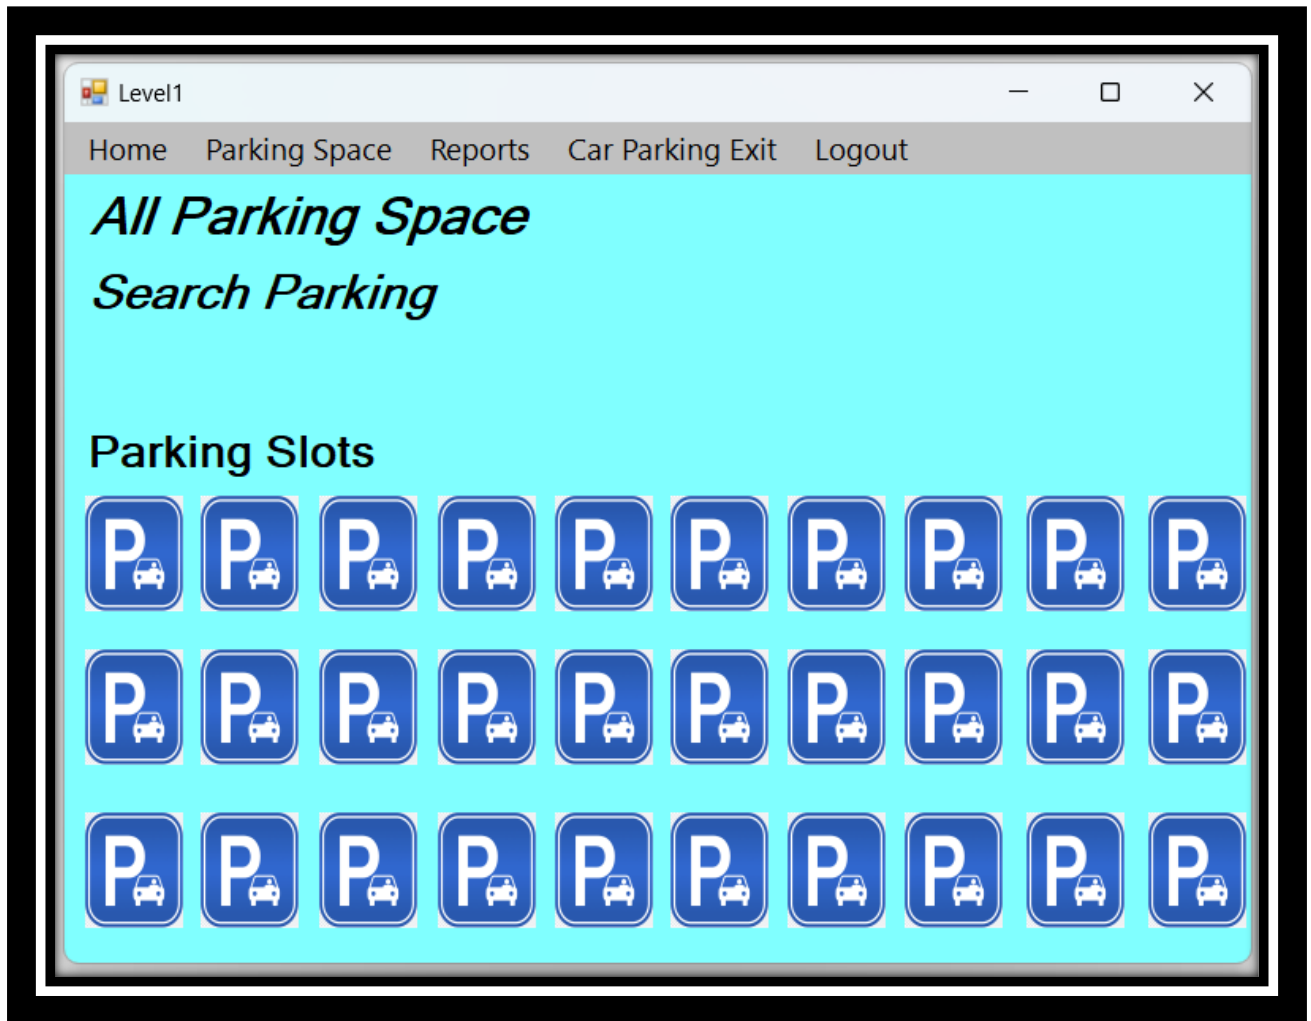 Level1
Home Parking Space Reports Car Parking Exit Logout
All Parking Space
Search Parking
Parking Slots
P P P P P P P P P P
P P P P P P P P P P
P P P P P P P P P P